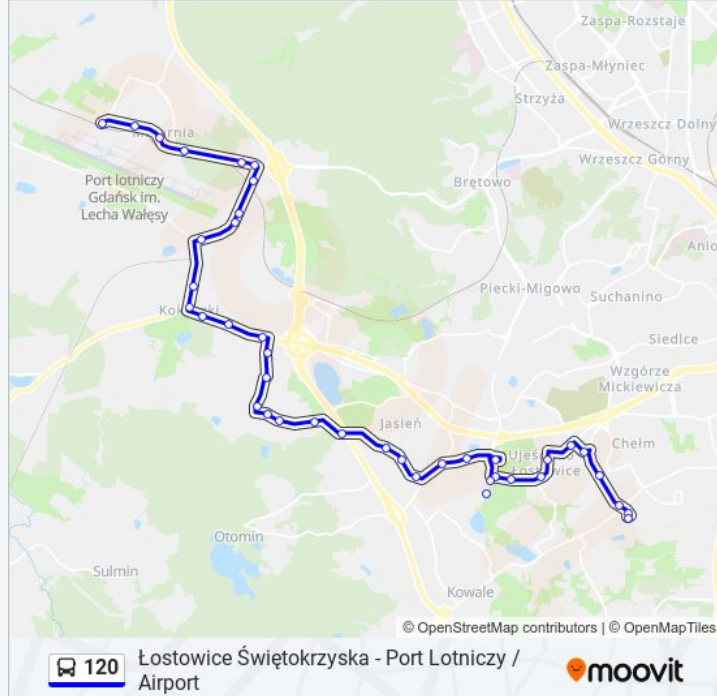 Zaspa-Rozstaje
Zaspa-Młyniec
Strzyża
Wrzeszcz Dolny
Wrzeszcz Górny
Port lotniczy
Gdańsk im.
Lecha Wałęsy
Brętowo
Piecki-Migowo
Suchanino
Siedlce
Wzgórze
Mickiewicza
Jasień
Chełm
Łostowice
Otomin
Sulmin
Kowale
© OpenStreetMap contributors | © OpenMapTiles
120
Łostowice Świętokrzyska - Port Lotniczy /
Airport
moovit